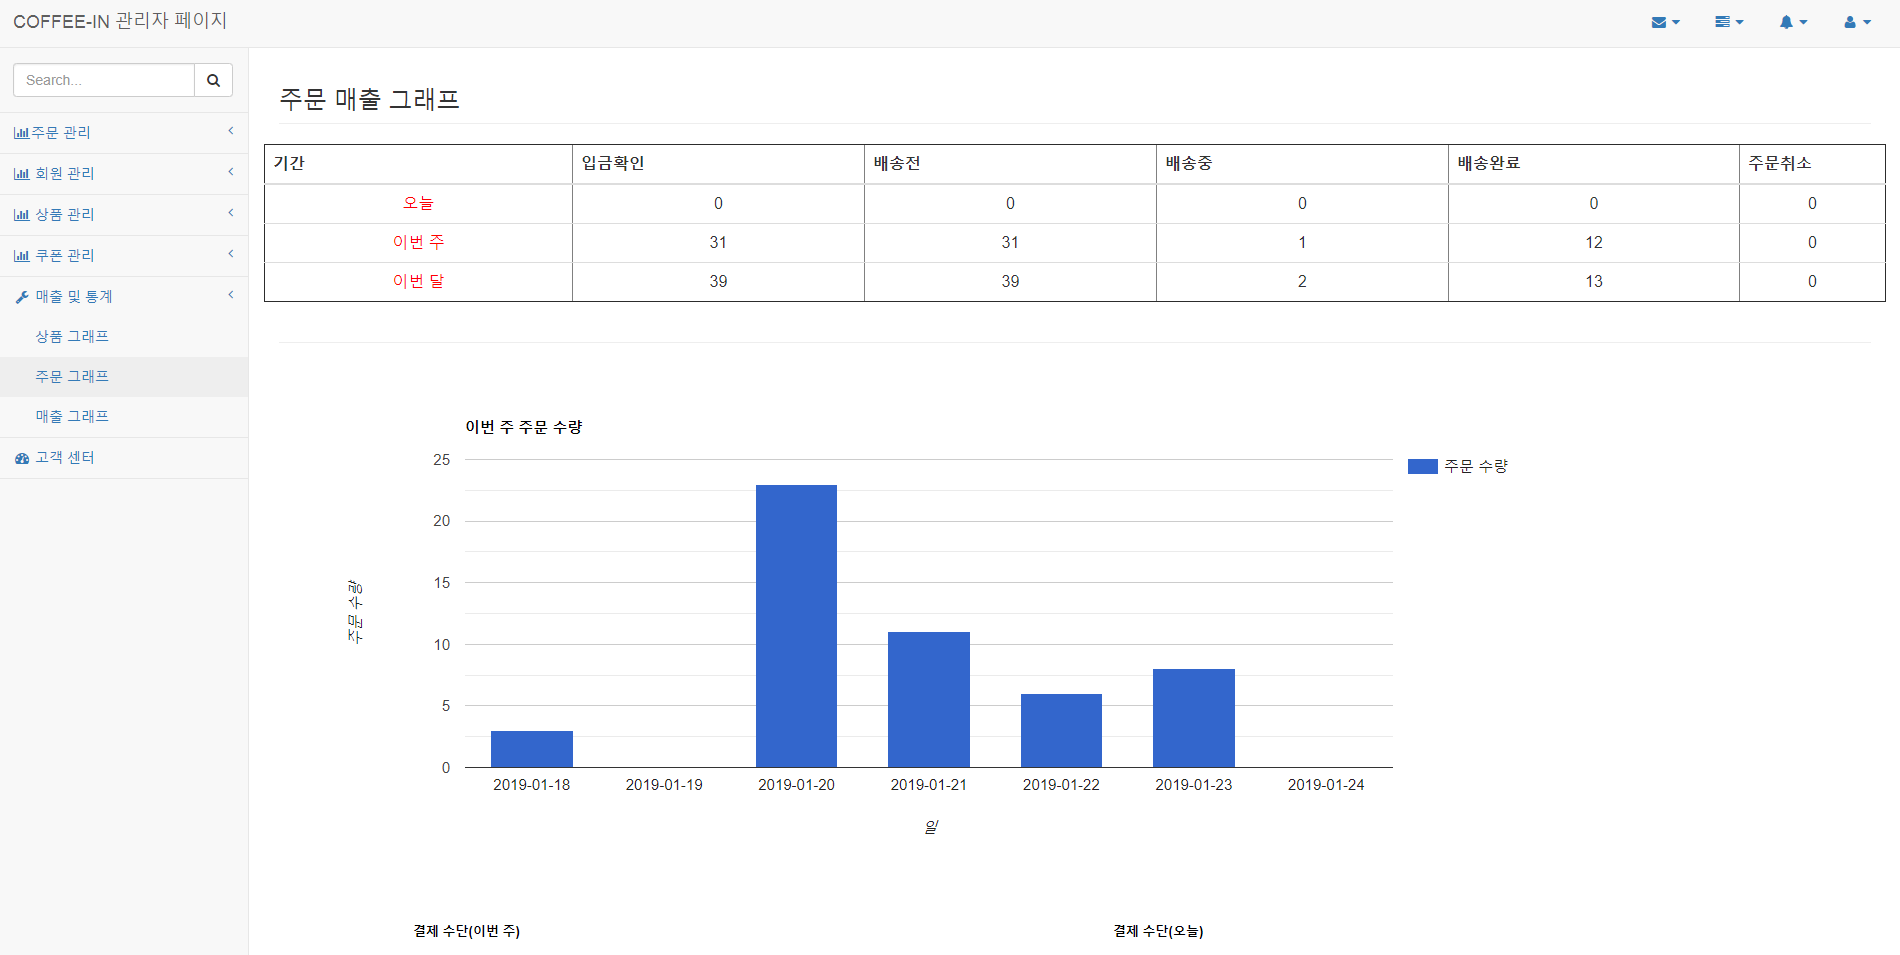 COFFEE-IN 관리자 페이지
Search...
주문 관리
회원 관리
상품 관리
쿠폰 관리
매출 및 통계
상품 그래프
주문 그래프
매출 그래프
고객 센터
주문 매출 그래프
기간 입금확인 배송전 배송중 배송완료 주문취소
오늘 0 0 0 0 0
이번 주 31 31 1 12 0
이번 달 39 39 2 13 0
이번 주 주문 수량
25
20
15
10
5
0
주문 수량
주문 수량
2019-01-18 2019-01-19 2019-01-20 2019-01-21 2019-01-22 2019-01-23 2019-01-24
일
결제 수단(이번 주) 결제 수단(오늘)